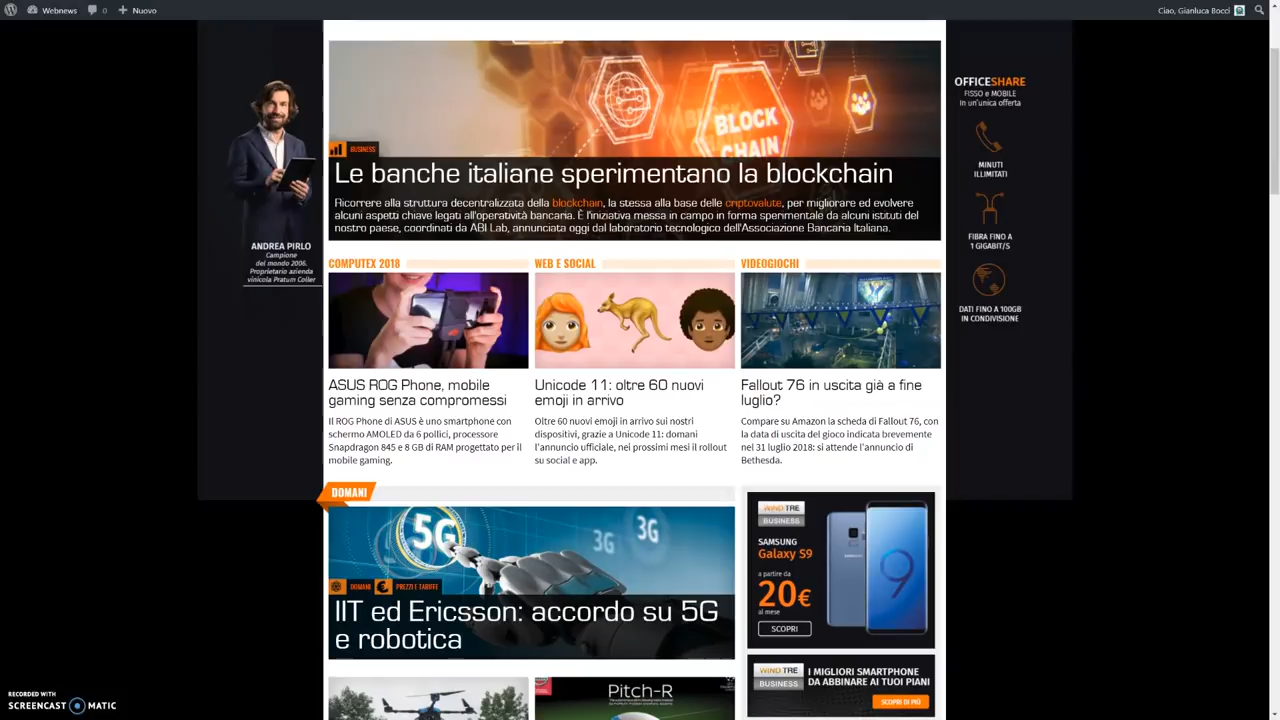 Webnews
0
Nuovo
Ciao, Gianluca Bocci
BLOCK
CHAIN
BUSINESS
Le banche italiane sperimentano la blockchain
Ricorrere alla struttura decentralizzata della blockchain, la stessa alla base delle criptovalute, per migliorare ed evolvere
alcuni aspetti chiave legati all'operatività bancaria. È l'iniziativa messa in campo in forma sperimentale da alcuni istituti del
nostro paese, coordinati da ABI Lab, annunciata oggi dal laboratorio tecnologico dell'Associazione Bancaria Italiana.
ANDREA PIRLO
Campione
del mondo 2006.
Proprietario azienda
vinicola Pratum Coller
OFFICESHARE
FISSO e MOBILE
In un'unica offerta
MINUTI
ILLIMITATI
FIBRA FINO A
1 GIGABIT/S
DATI FINO A 100GB
IN CONDIVISIONE
COMPUTEX 2018
ASUS ROG Phone, mobile
gaming senza compromessi
Il ROG Phone di ASUS è uno smartphone con
schermo AMOLED da 6 pollici, processore
Snapdragon 845 e 8 GB di RAM progettato per il
mobile gaming.
WEB E SOCIAL
Unicode 11: oltre 60 nuovi
emoji in arrivo
Oltre 60 nuovi emoji in arrivo sui nostri
dispositivi, grazie a Unicode 11: domani
l'annuncio ufficiale, nei prossimi mesi il rollout
su social e app.
VIDEOGIOCHI
Fallout 76 in uscita già a fine
luglio?
Compare su Amazon la scheda di Fallout 76, con
la data di uscita del gioco indicata brevemente
nel 31 luglio 2018: si attende l'annuncio di
Bethesda.
DOMANI
5G
3G
3G
DOMANI
€ PREZZI E TARIFFE
IIT ed Ericsson: accordo su 5G
e robotica
WIND TRE
BUSINESS
SAMSUNG
Galaxy S9
a partire da
20€
al mese
SCOPRI
SAMSUNG
9
WIND TRE
BUSINESS
I MIGLIORI SMARTPHONE
DA ABBINARE AI TUOI PIANI
SCOPRI DI PIÙ
Pitch-R
RECORDED WITH
SCREENCAST MATIC